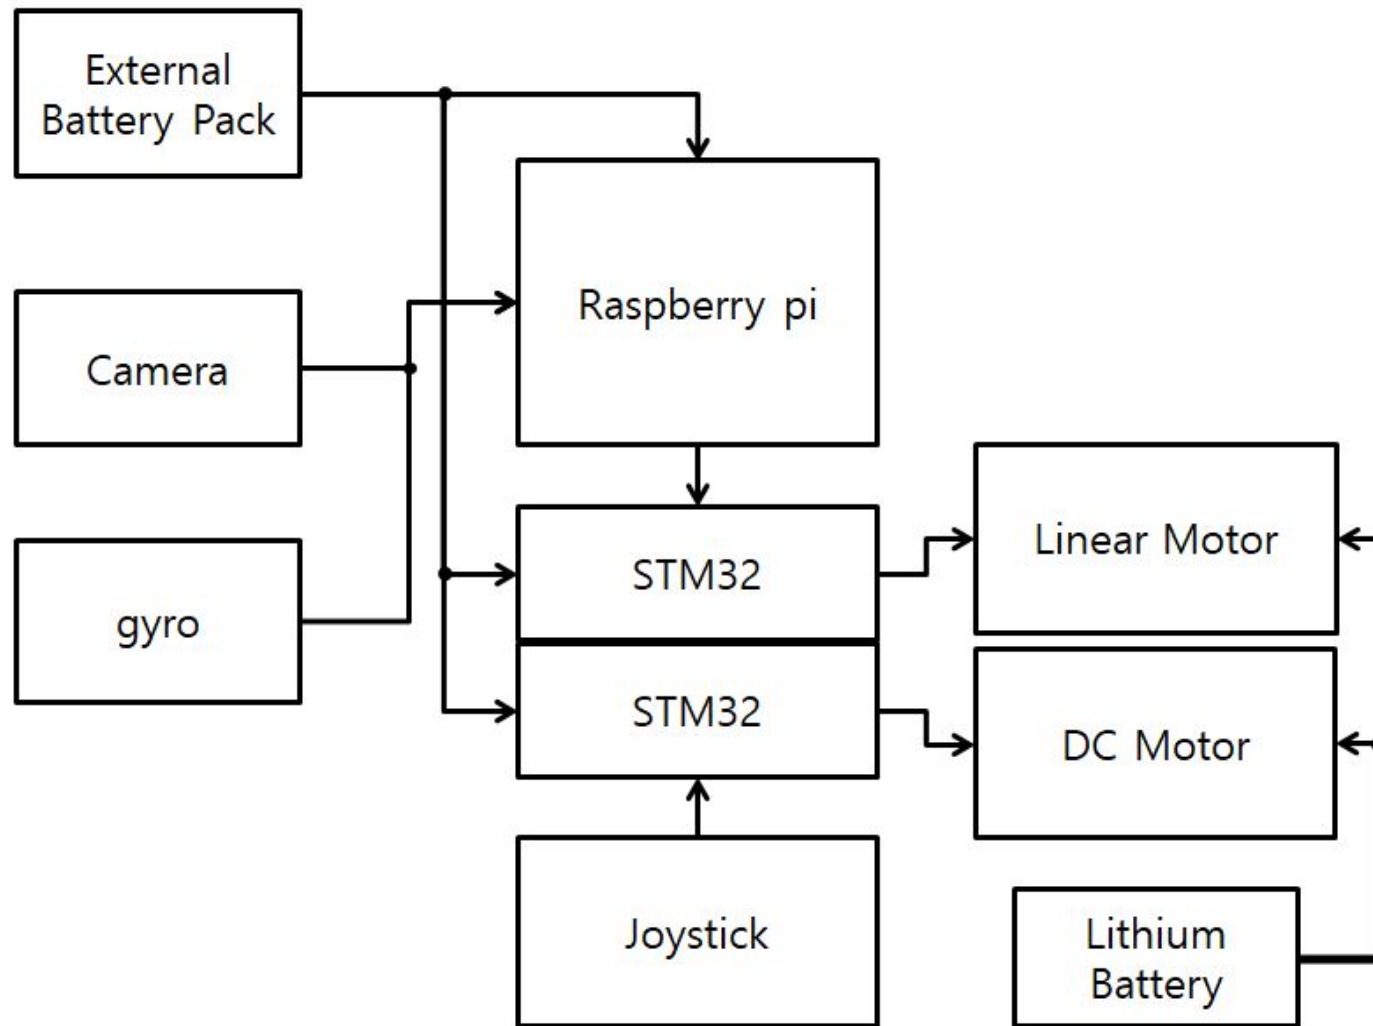 External
Battery Pack
Camera
gyro
Raspberry pi
STM32
STM32
Joystick
Linear Motor
DC Motor
Lithium
Battery